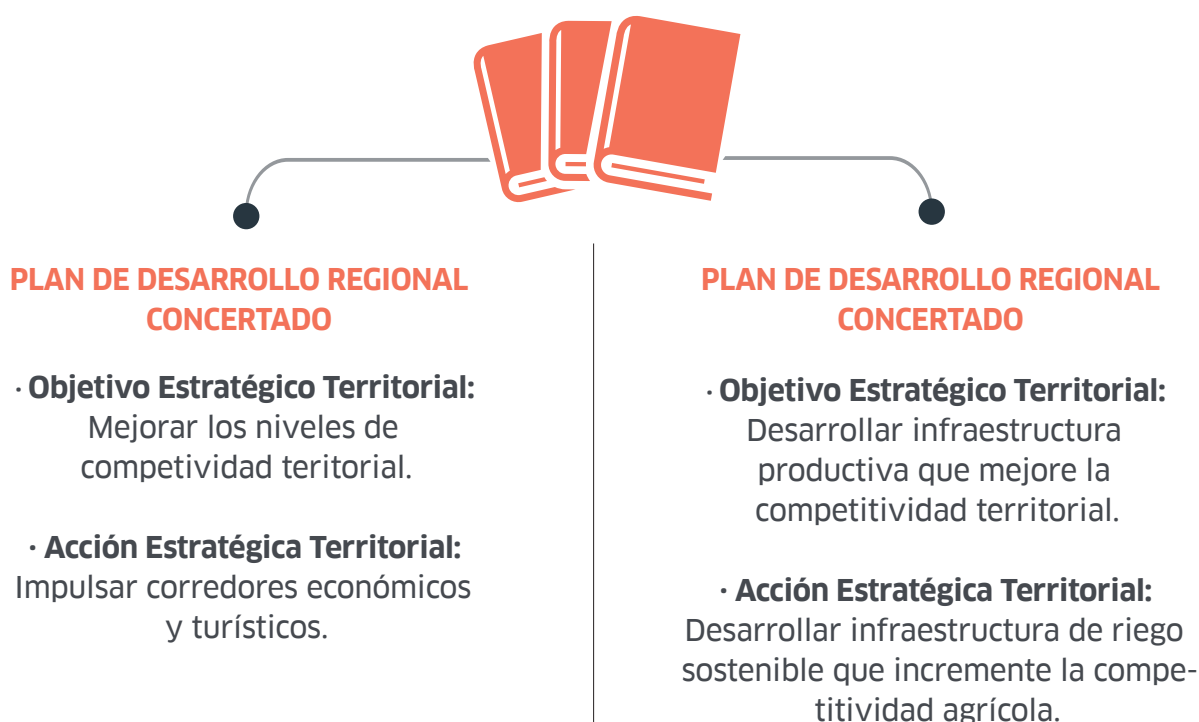 PLAN DE DESARROLLO REGIONAL
CONCERTADO
· Objetivo Estratégico Territorial:
Mejorar los niveles de
competividad teritorial.
· Acción Estratégica Territorial:
Impulsar corredores económicos
y turísticos.
PLAN DE DESARROLLO REGIONAL
CONCERTADO
· Objetivo Estratégico Territorial:
Desarrollar infraestructura
productiva que mejore la
competitividad territorial.
· Acción Estratégica Territorial:
Desarrollar infraestructura de riego
sostenible que incremente la compe-
titividad agrícola.